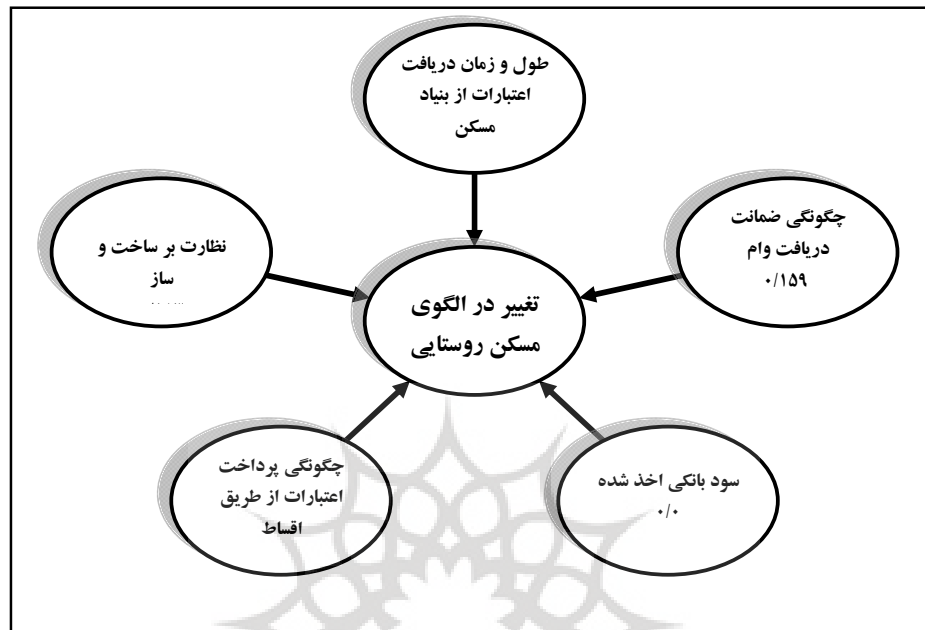 طول و زمان دریافت
اعتبارات از بنیاد
مسکن
چگونگی ضمانت
دریافت وام
۰/۱۵۹
نظارت بر ساخت و
ساز
تغییر در الگوی
مسکن روستایی
چگونگی پرداخت
اعتبارات از طریق
اقساط
سود بانکی اخذ شده
۰/۰